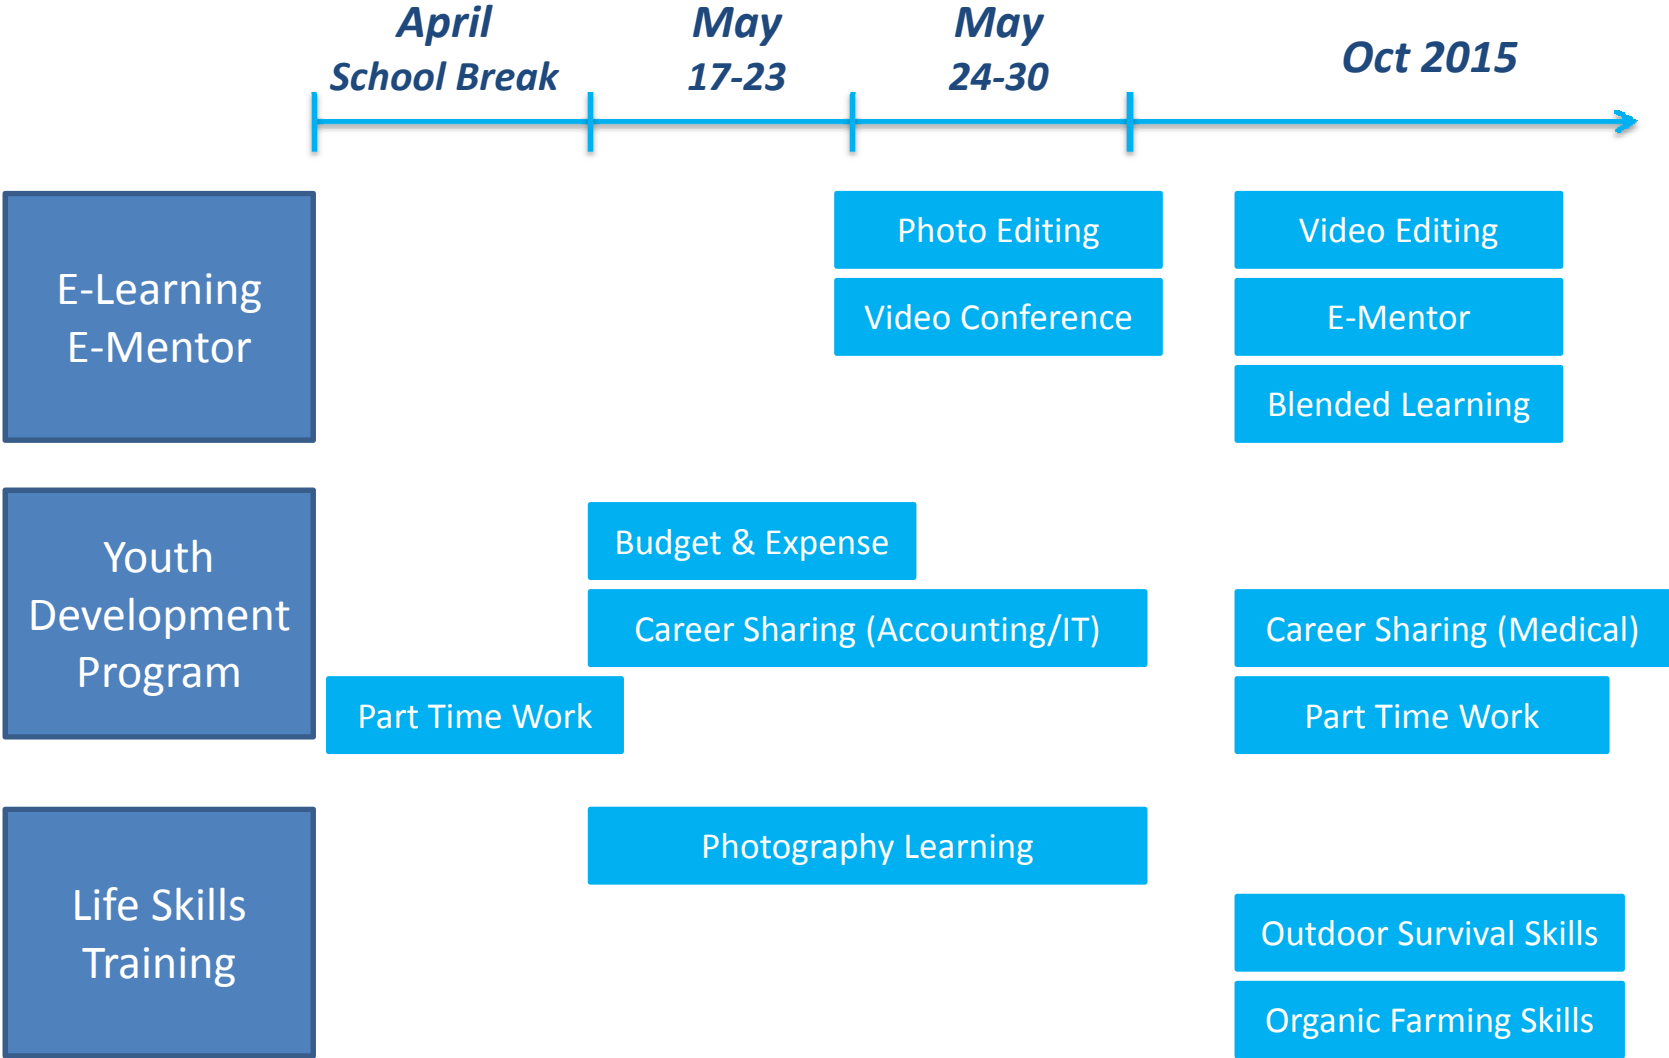 April
School Break
May
17-23
May
24-30
Oct 2015
E-Learning
E-Mentor
Photo Editing
Video Editing
Video Conference
E-Mentor
Blended Learning
Youth
Development
Program
Budget & Expense
Career Sharing (Accounting/IT)
Career Sharing (Medical)
Part Time Work
Part Time Work
Life Skills
Training
Photography Learning
Outdoor Survival Skills
Organic Farming Skills